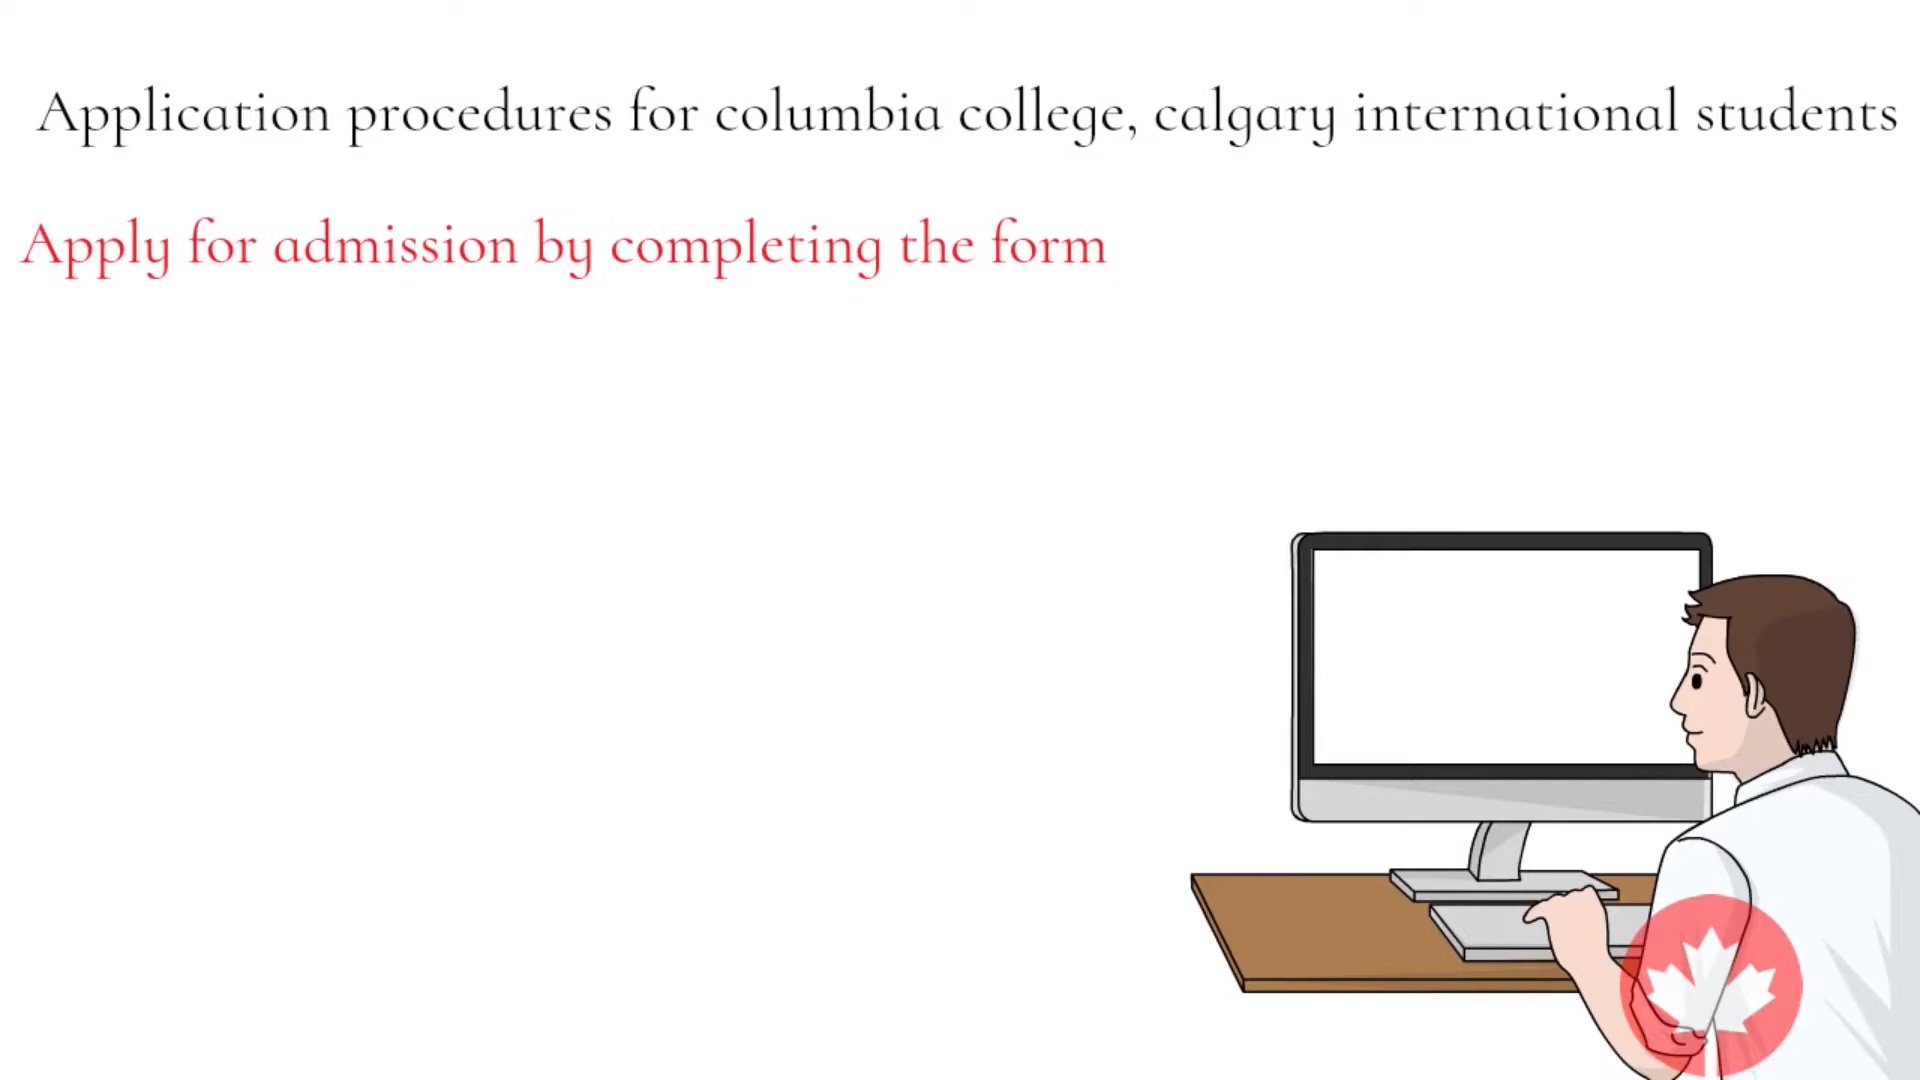 Application procedures for columbia college, calgary international students
Apply for admission by completing the form